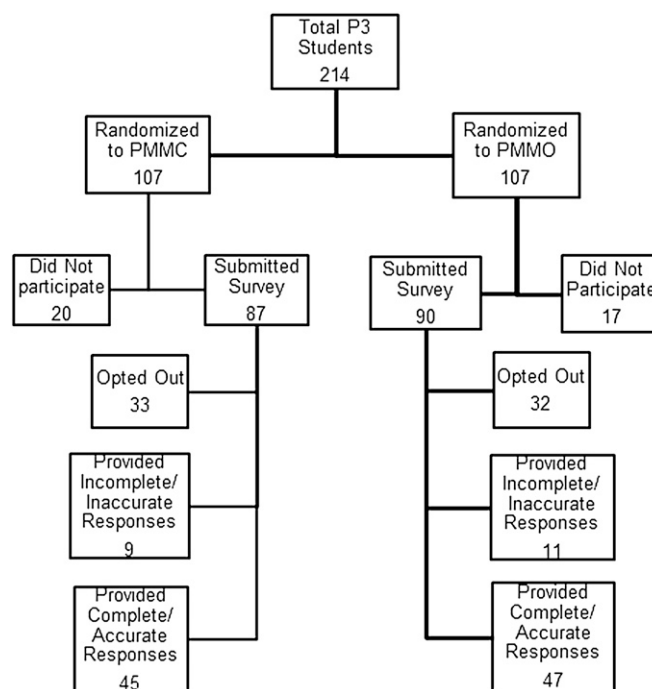 Total P3
Students
214
Randomized
to PMMC
107
Randomized
to PMMO
107
Did Not
participate
20
Submitted
Survey
87
Submitted
Survey
90
Did Not
Participate
17
Opted Out
33
Opted Out
32
Provided
Incomplete/
Inaccurate
Responses
9
Provided
Incomplete/
Inaccurate
Responses
11
Provided
Complete/
Accurate
Responses
45
Provided
Complete/
Accurate
Responses
47